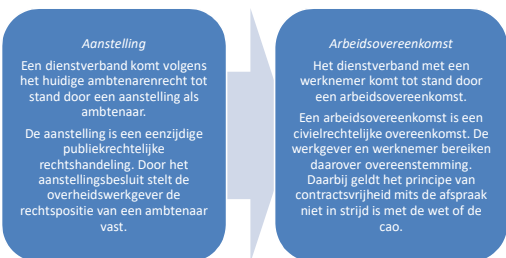 Aanstelling
Een dienstverband komt volgens
het huidige ambtenarenrecht tot
stand door een aanstelling als
ambtenaar.
De aanstelling is een eenzijdige
publiekrechtelijke
rechtshandeling. Door het
aanstellingsbesluit stelt de
overheidswerkgever de
rechtspositie van een ambtenaar
vast.
Arbeidsovereenkomst
Het dienstverband met een
werknemer komt tot stand door
een arbeidsovereenkomst.
Een arbeidsovereenkomst is een
civielrechtelijke overeenkomst. De
werkgever en werknemer bereiken
daarover overeenstemming.
Daarbij geldt het principe van
contractsvrijheid mits de afspraak
niet in strijd is met de wet of de
cao.